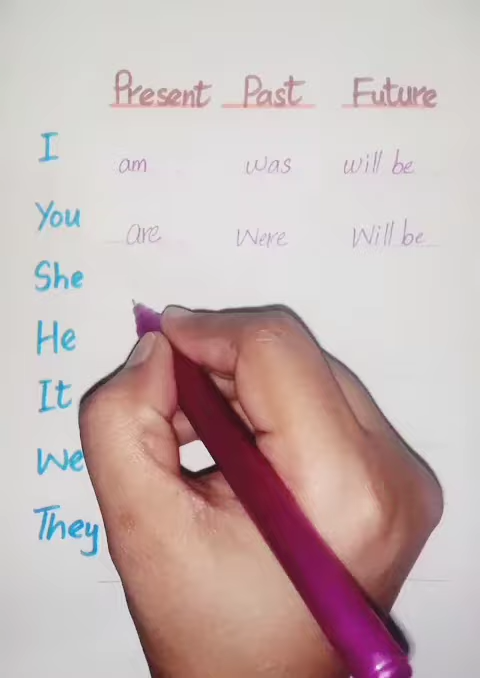 Present Past Future
I am was will be
You are Were Will be
She
He
It
We
They